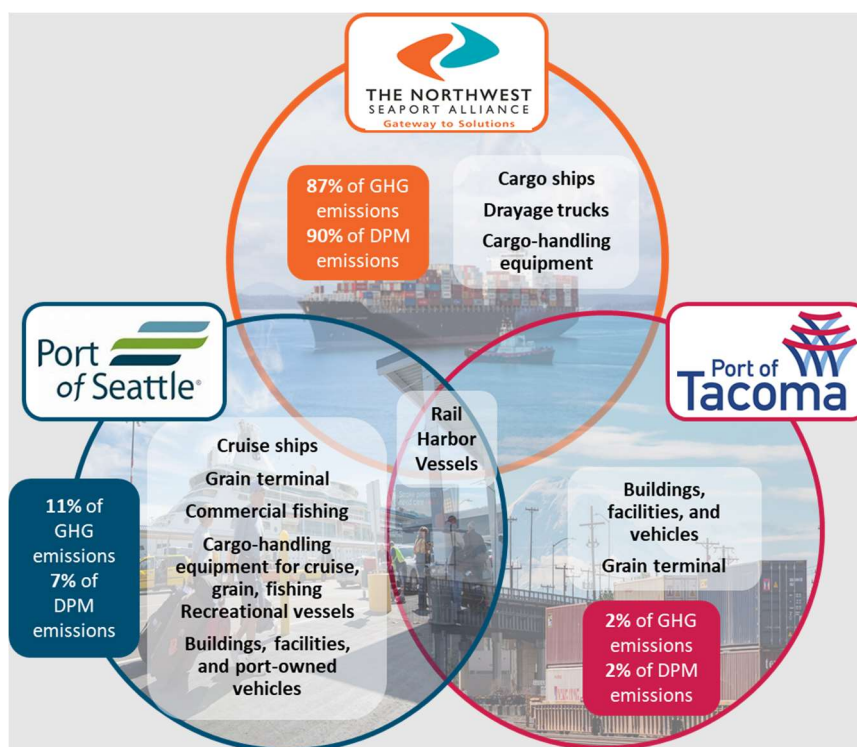 THE NORTHWEST
SEAPORT ALLIANCE
Gateway to Solutions
87% of GHG
emissions
90% of DPM
emissions
Cargo ships
Drayage trucks
Cargo-handling
equipment
Port
of Seattle®
Port of
Tacoma
Rail
Harbor
Vessels
11% of
GHG
emissions
7% of
DPM
emissions
Cruise ships
Grain terminal
Commercial fishing
Cargo-handling
equipment for cruise,
grain, fishing
Recreational vessels
Buildings, facilities,
and port-owned
vehicles
Buildings,
facilities, and
vehicles
Grain terminal
2% of GHG
emissions
2% of DPM
emissions